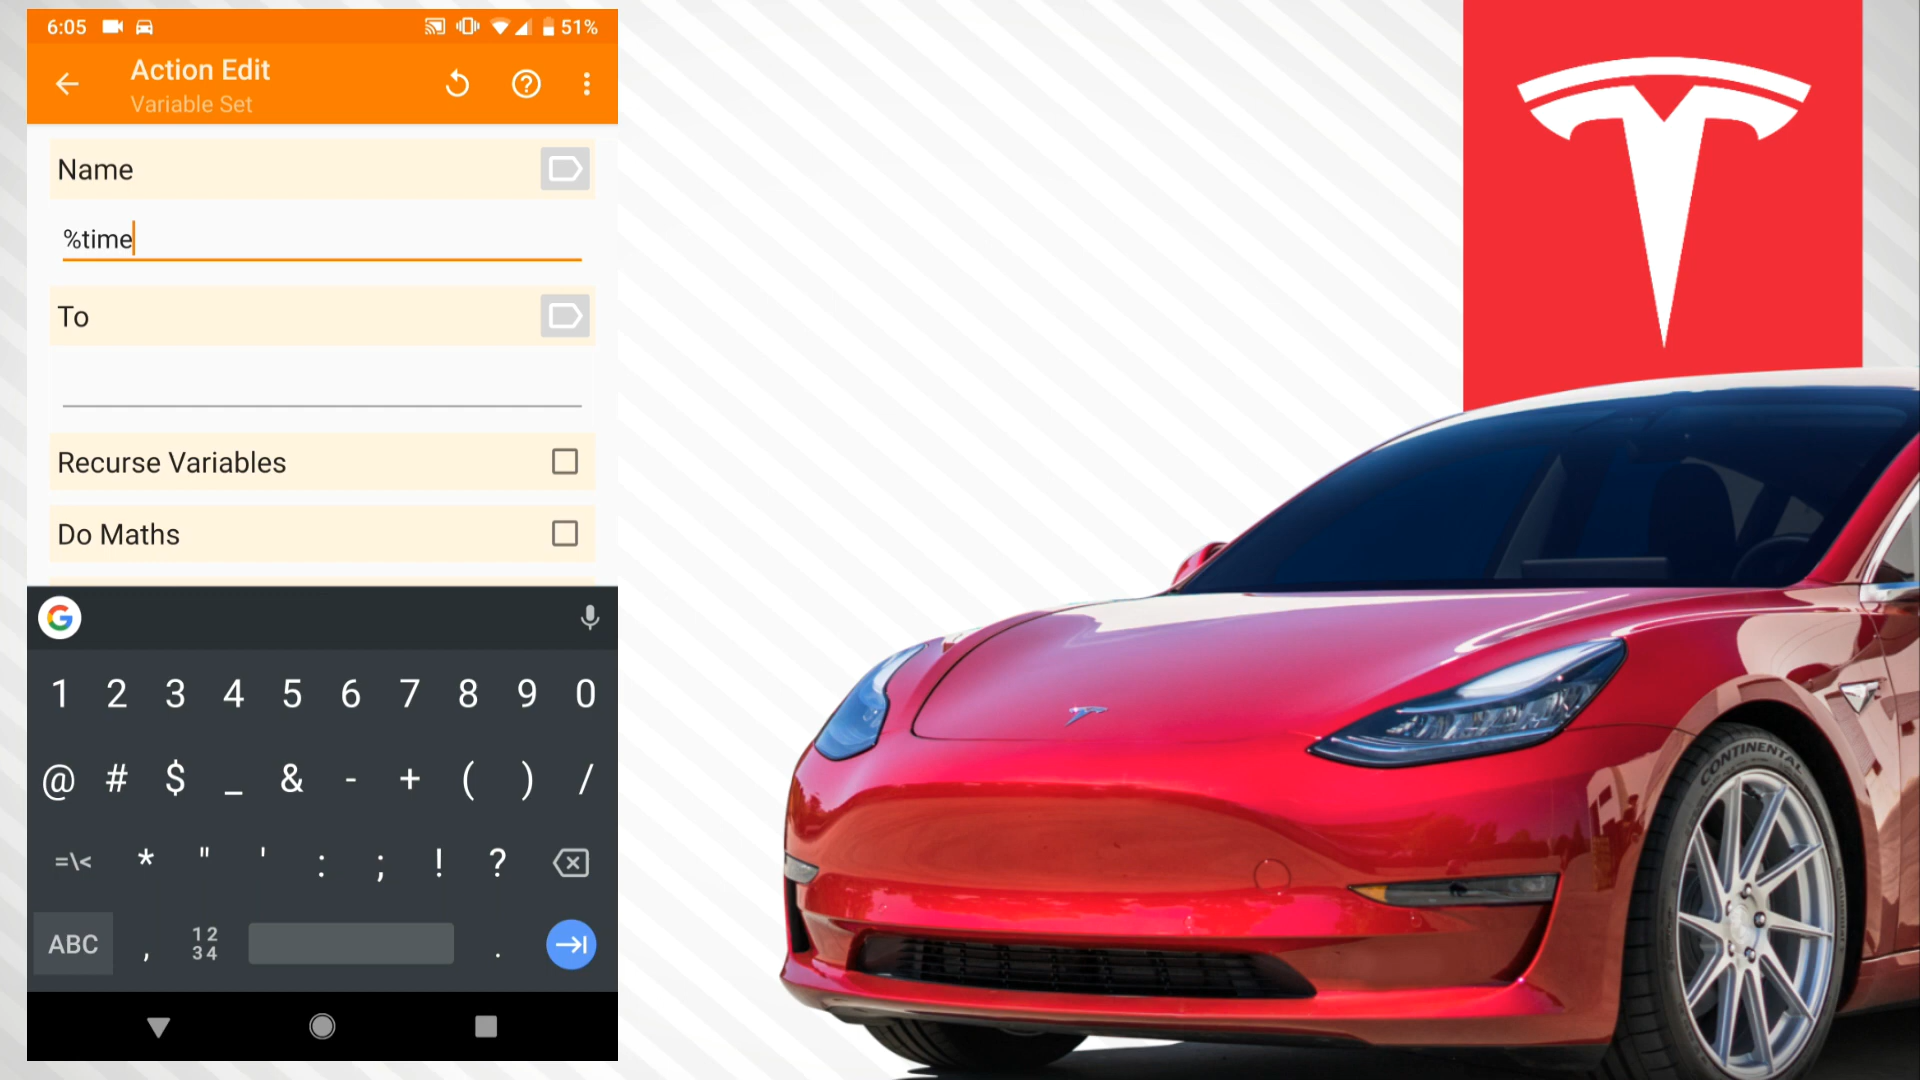 6:05
51%
Action Edit
Variable Set
Name
%time
To
Recurse Variables
Do Maths
1 2 3 4 5 6 7 8 9 0
@ # $ _ & - + ( ) /
=\< * " ' : ; ! ?
ABC , 12 34 .
CONTINENTAL